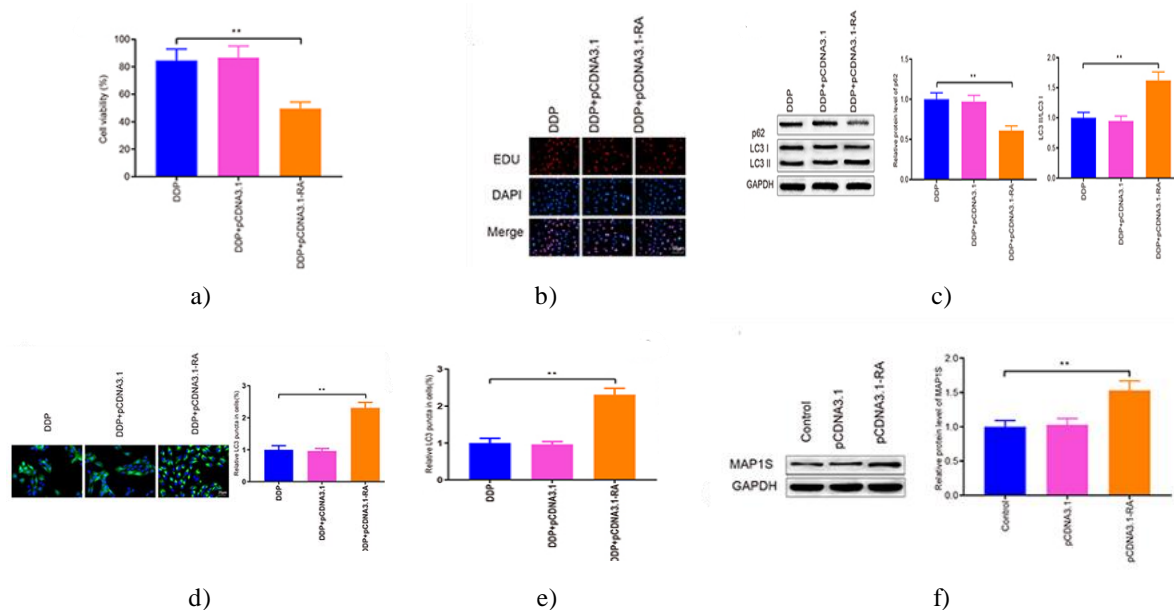 **
100
80
60
40
20
0
Cell viability (%)
DDP
DDP+pCDNA3.1
DDP+pCDNA3.1-RA
a)
DDP
DDP+pCDNA3.1
DDP+pCDNA3.1-RA
EDU
DAPI
Merge
b)
DDP
DDP+pCDNA3.1
DDP+pCDNA3.1-RA
p62
LC3 I
LC3 II
GAPDH
**
1.5
1.0
0.5
0.0
Relative protein level of p62
DDP
DDP+pCDNA3.1
DDP+pCDNA3.1-RA
**
2.0
1.5
1.0
0.5
0.0
LC3 II/LC3 I
DDP
DDP+pCDNA3.1
DDP+pCDNA3.1-RA
c)
DDP
DDP+pCDNA3.1
DDP+pCDNA3.1-RA
**
3
2
1
0
Relative LC3 puncta in cells(%)
DDP
DDP+pCDNA3.1
DDP+pCDNA3.1-RA
d)
**
3
2
1
0
Relative LC3 puncta in cells(%)
DDP
DDP+pCDNA3.1
DDP+pCDNA3.1-RA
e)
Control
pCDNA3.1
pCDNA3.1-RA
MAP1S
GAPDH
**
2.0
1.5
1.0
0.5
0.0
Relative protein level of MAP1S
Control
pCDNA3.1
pCDNA3.1-RA
f)